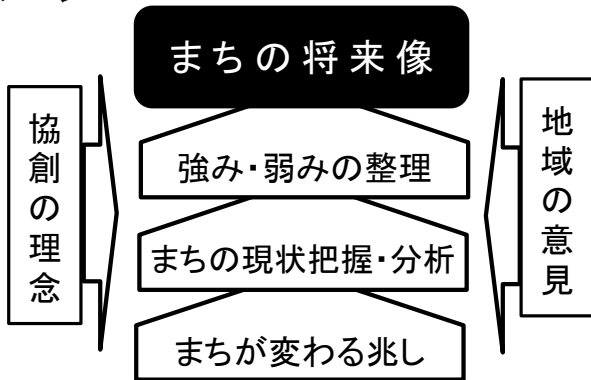 まちの将来像
協創の理念
地域の意見
強み・弱みの整理
まちの現状把握・分析
まちが変わる兆し